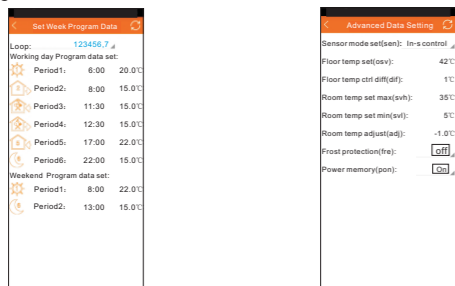 Set Week Program Data
Loop: 123456,7
Working day Program data set:
Period1: 6:00 20.0℃
Period2: 8:00 15.0℃
Period3: 11:30 15.0℃
Period4: 12:30 15.0℃
Period5: 17:00 22.0℃
Period6: 22:00 15.0℃
Weekend Program data set:
Period1: 8:00 22.0℃
Period2: 13:00 15.0℃
Advanced Data Setting
Sensor mode set(sen): In-s control
Floor temp set(osv): 42℃
Floor temp ctrl diff(dif): 1℃
Room temp set max(svh): 35℃
Room temp set min(svl): 5℃
Room temp adjust(adj): -1.0℃
Frost protection(fre): off
Power memory(pon): On